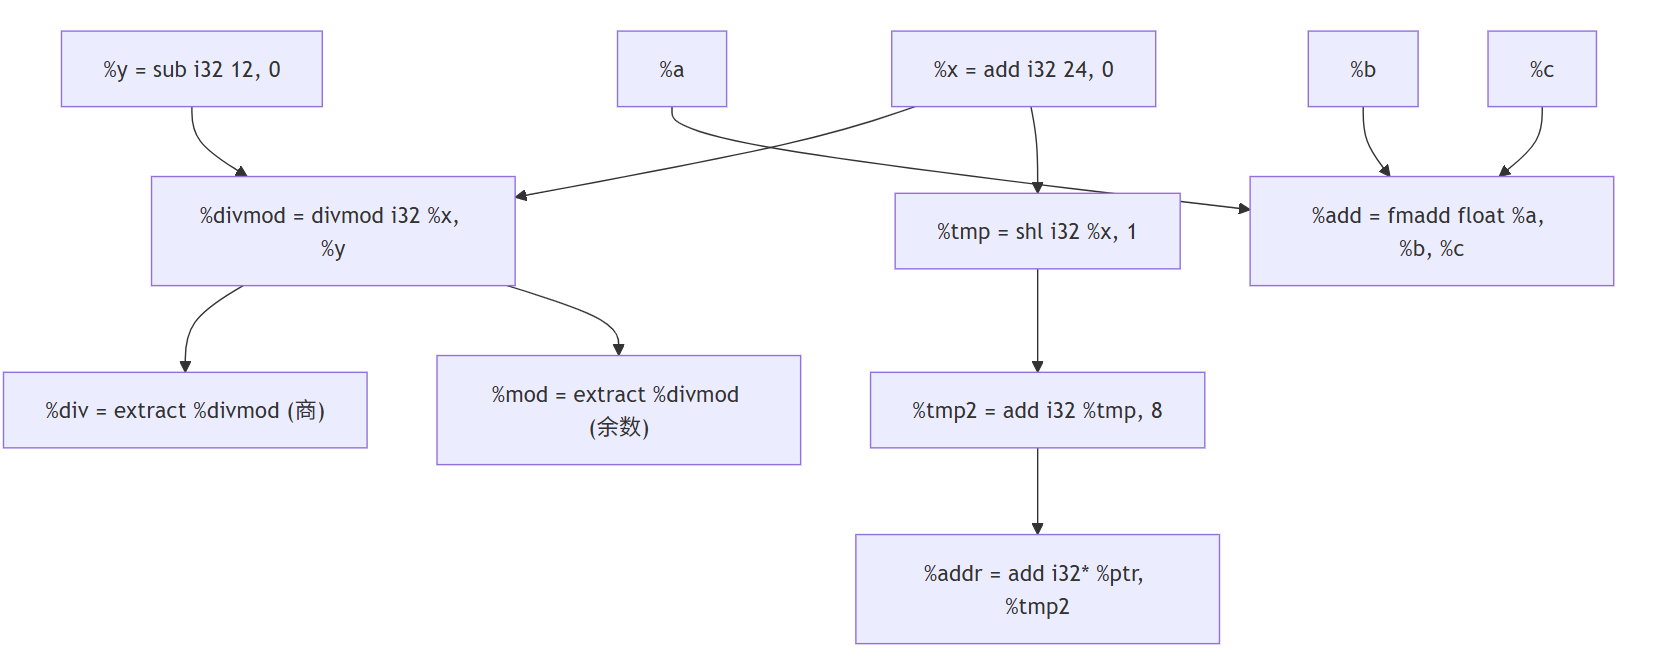 %y = sub i32 12, 0
%a
%x = add i32 24, 0
%b
%c
%divmod = divmod i32 %x,
%y
%tmp = shl i32 %x, 1
%add = fmadd float %a,
%b, %c
%div = extract %divmod (商)
%mod = extract %divmod
(余数)
%tmp2 = add i32 %tmp, 8
%addr = add i32* %ptr,
%tmp2